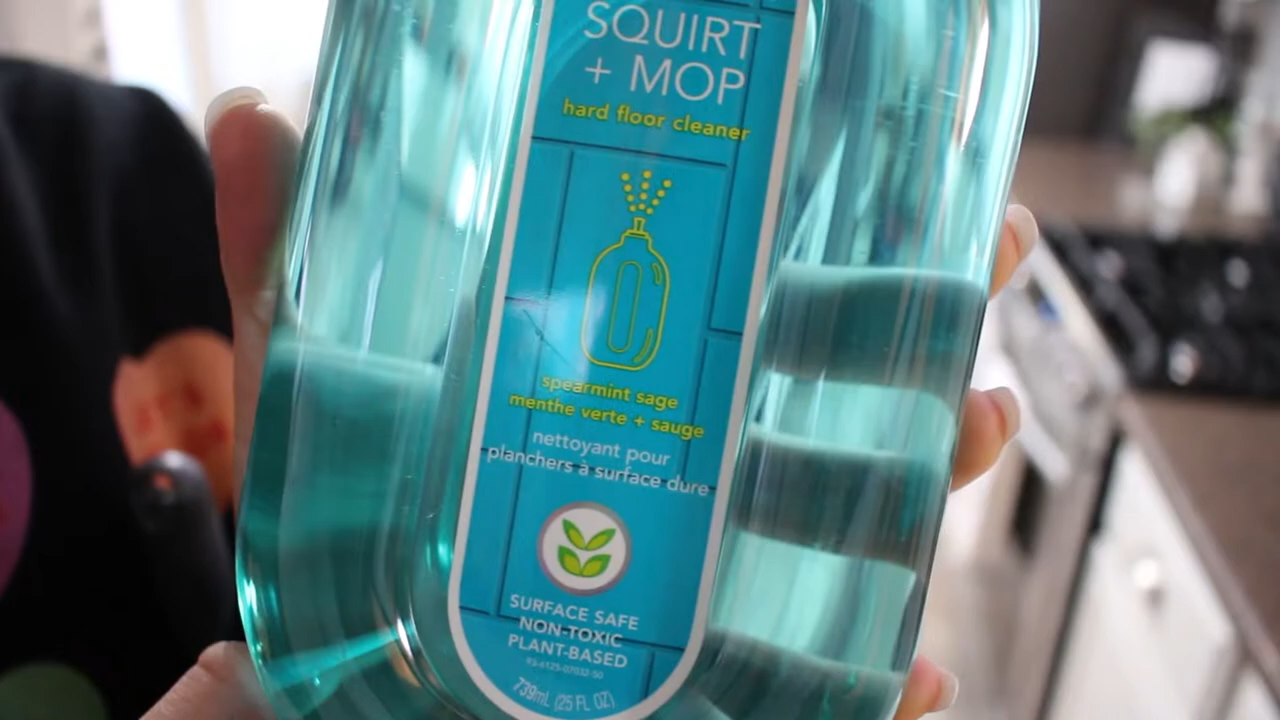 SQUIRT
+ MOP
hard floor cleaner
spearmint sage
menthe verte + sauge
nettoyant pour
planchers à surface dure
SURFACE SAFE
NON-TOXIC
PLANT-BASED
739mL (25 FL OZ)